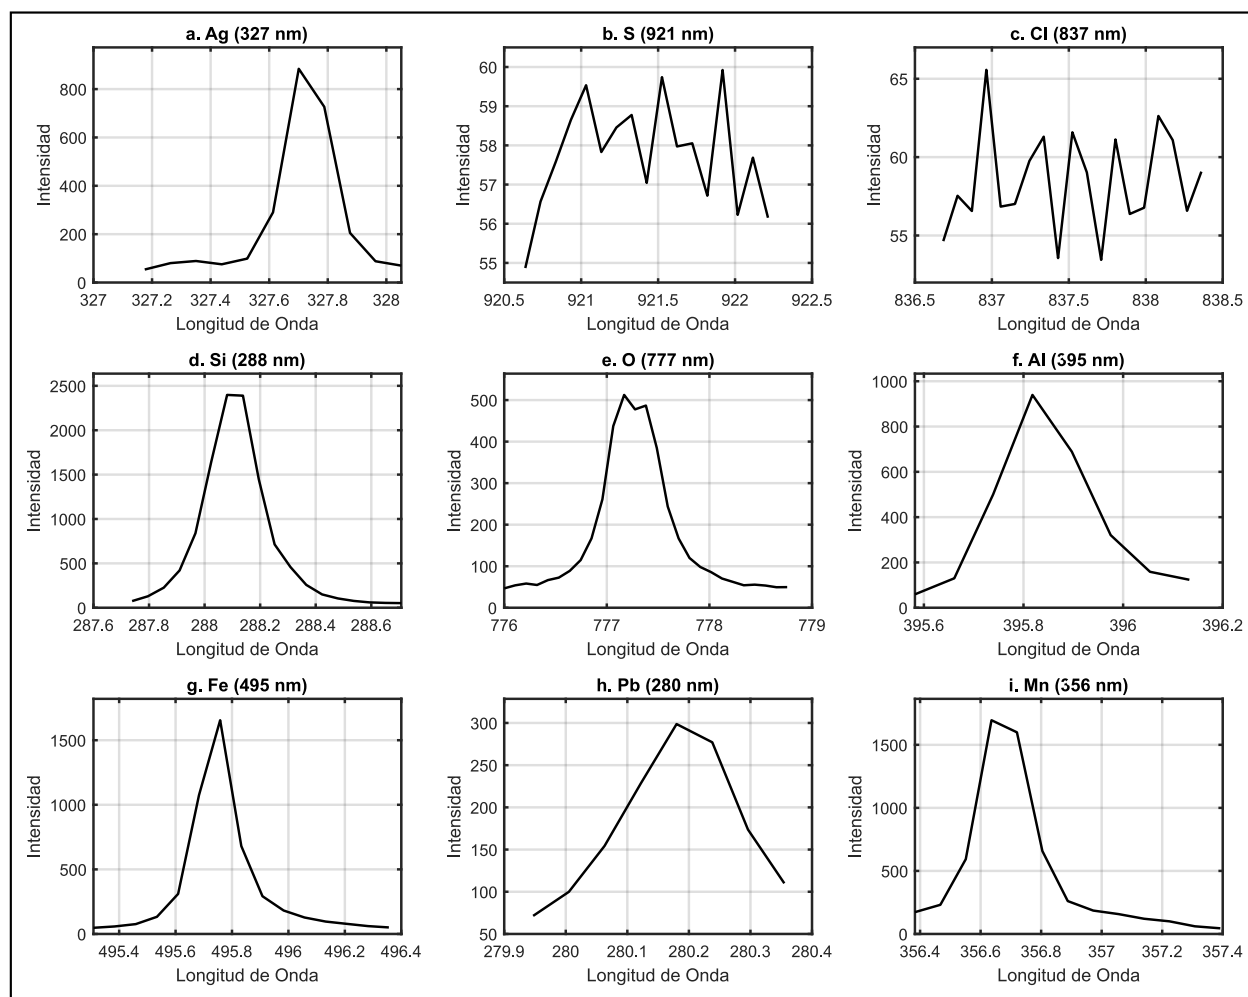 a. Ag (327 nm)
Intensidad
800
600
400
200
0
327 327.2 327.4 327.6 327.8 328
Longitud de Onda
b. S (921 nm)
Intensidad
60
59
58
57
56
55
920.5 921 921.5 922 922.5
Longitud de Onda
c. Cl (837 nm)
Intensidad
65
60
55
836.5 837 837.5 838 838.5
Longitud de Onda
d. Si (288 nm)
Intensidad
2500
2000
1500
1000
500
0
287.6 287.8 288 288.2 288.4 288.6
Longitud de Onda
e. O (777 nm)
Intensidad
500
400
300
200
100
0
776 777 778 779
Longitud de Onda
f. Al (395 nm)
Intensidad
1000
800
600
400
200
0
395.6 395.8 396 396.2
Longitud de Onda
g. Fe (495 nm)
Intensidad
1500
1000
500
0
495.4 495.6 495.8 496 496.2 496.4
Longitud de Onda
h. Pb (280 nm)
Intensidad
300
250
200
150
100
50
279.9 280 280.1 280.2 280.3 280.4
Longitud de Onda
i. Mn (356 nm)
Intensidad
1500
1000
500
0
356.4 356.6 356.8 357 357.2 357.4
Longitud de Onda